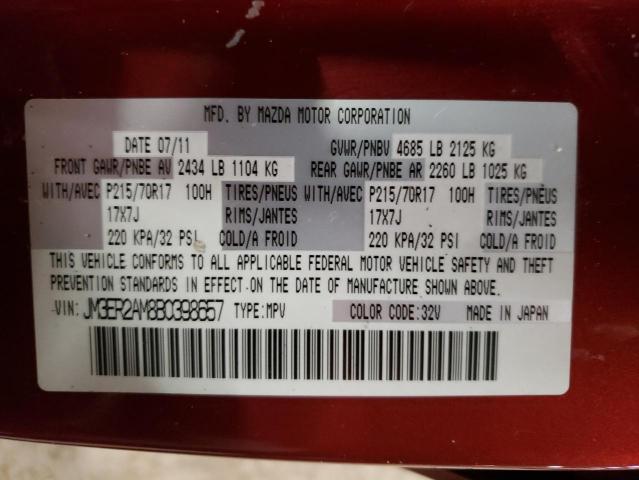 MFD. BY MAZDA MOTOR CORPORATION
DATE 07/11 GVWR/PNBV 4685 LB 2125 KG
FRONT GAWR/PNBE AV 2434 LB 1104 KG REAR GAWR/PNBE AR 2260 LB 1025 KG
WITH/AVEC P215/70R17 100H TIRES/PNEUS WITH/AVEC P215/70R17 100H TIRES/PNEUS
17X7J RIMS/JANTES 17X7J RIMS/JANTES
220 KPA/32 PSI COLD/A FROID 220 KPA/32 PSI COLD/A FROID
THIS VEHICLE CONFORMS TO ALL APPLICABLE FEDERAL MOTOR VEHICLE SAFETY AND THEFT
PREVENTION STANDARDS IN EFFECT ON THE DATE OF MANUFACTURE SHOWN ABOVE.
VIN: JM3ER2AM8B0398657 TYPE:MPV COLOR CODE:32V MADE IN JAPAN